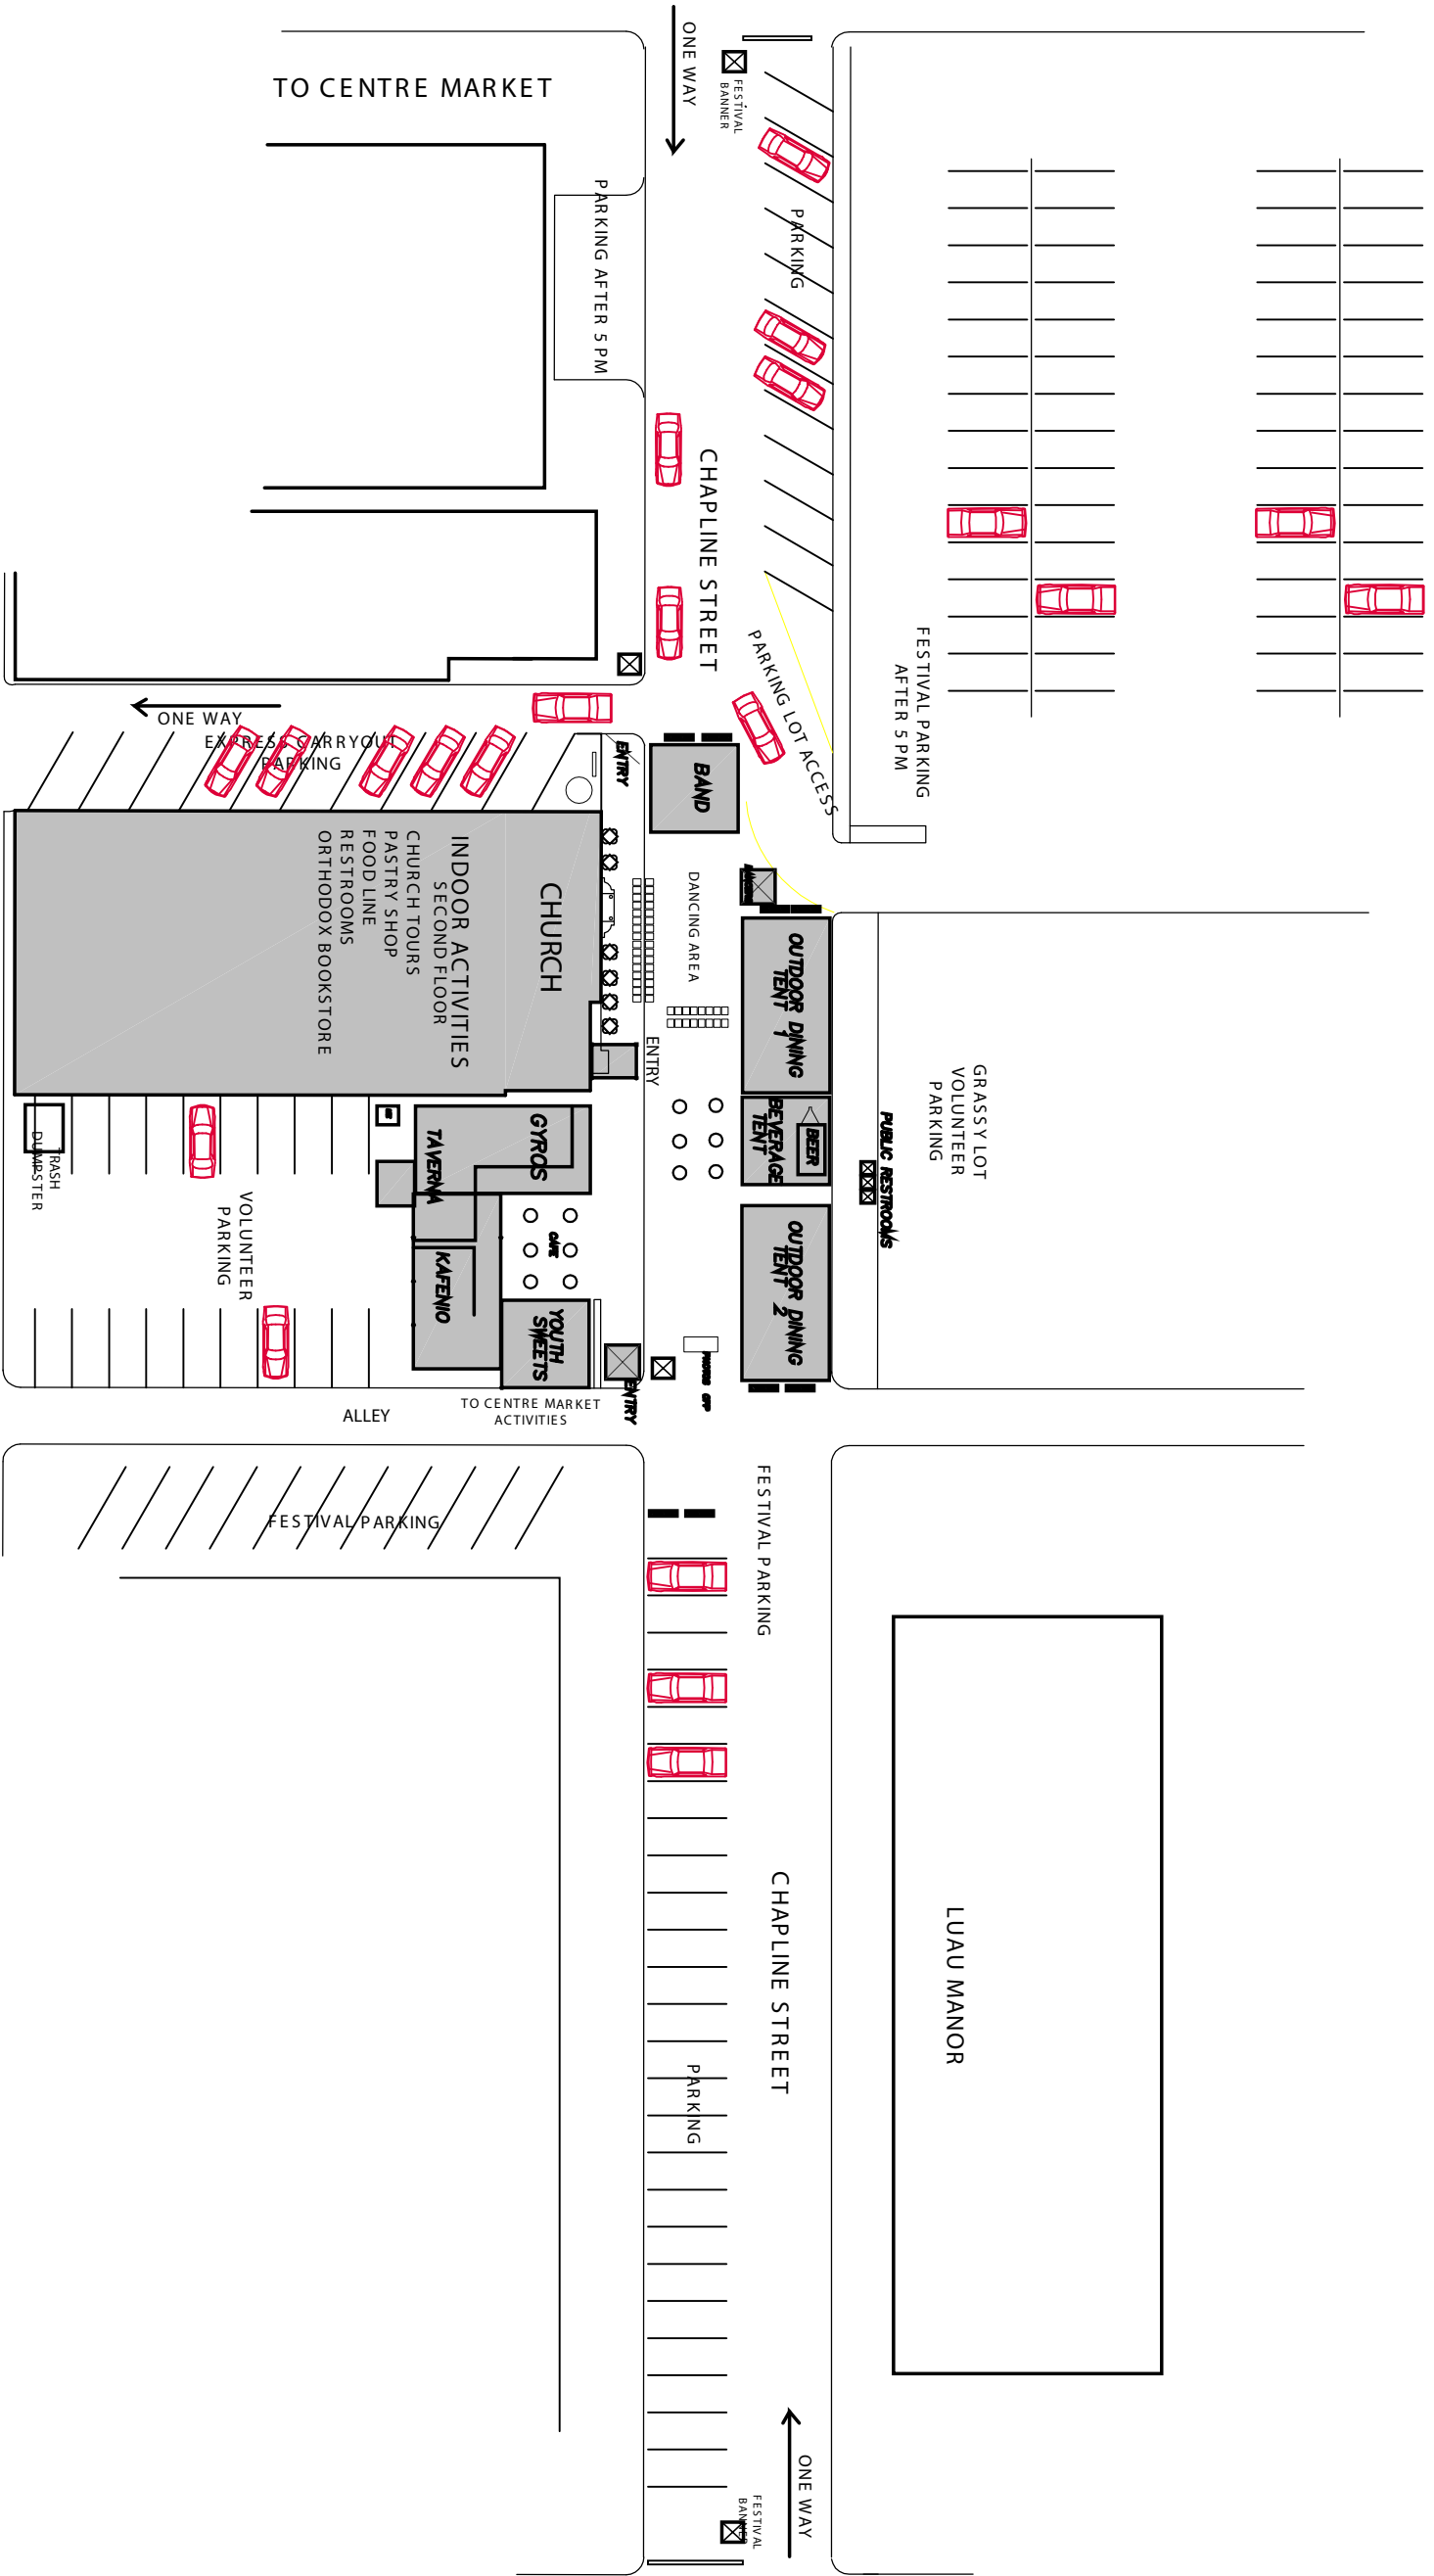 TO CENTRE MARKET
ONE WAY
FESTIVAL
BANNER
PARKING AFTER 5 PM
PARKING
CHAPLINE STREET
PARKING LOT ACCESS
FESTIVAL PARKING
AFTER 5 PM
ONE WAY
EXPRESS CARRYOUT
PARKING
ENTRY
BAND
INDOOR ACTIVITIES
SECOND FLOOR
CHURCH TOURS
PASTRY SHOP
FOOD LINE
RESTROOMS
ORTHODOX BOOKSTORE
CHURCH
DANCING AREA
OUTDOOR DINING
TENT 1
ENTRY
GRASSY LOT
VOLUNTEER
PARKING
BEER
BEVERAGE
TENT
PUBLIC RESTROOMS
GYROS
TAVERNA
TRASH
DUMPSTER
VOLUNTEER
PARKING
CAFE
KAFENIO
YOUTH
SWEETS
OUTDOOR DINING
TENT 2
PHOTOS OPP
ENTRY
ALLEY
TO CENTRE MARKET
ACTIVITIES
FESTIVAL PARKING
FESTIVAL PARKING
CHAPLINE STREET
LUAU MANOR
PARKING
ONE WAY
FESTIVAL
BANNER